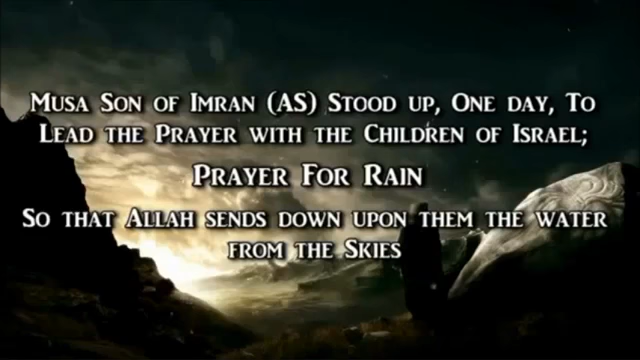 Musa Son of Imran (AS) Stood up, One day, To
Lead the Prayer with the Children of Israel;
Prayer For Rain
So that Allah sends down upon them the water
from the Skies